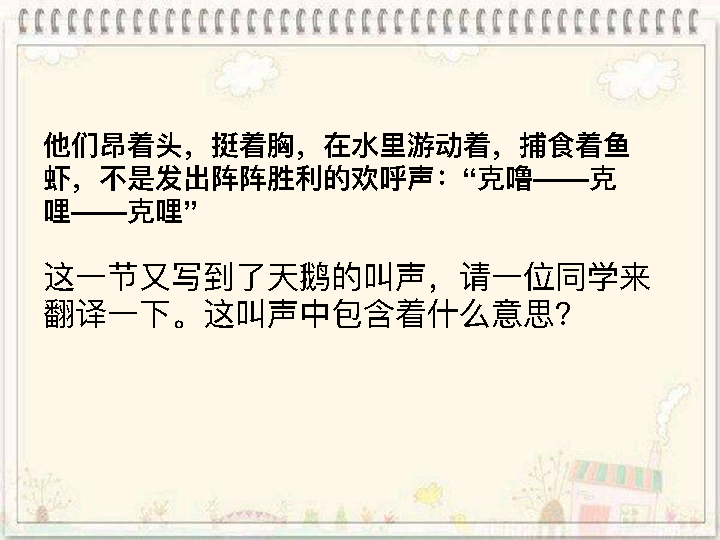 他们昂着头，挺着胸，在水里游动着，捕食着鱼
虾，不是发出阵阵胜利的欢呼声：“克噜——克
哩——克哩”
这一节又写到了天鹅的叫声，请一位同学来
翻译一下。这叫声中包含着什么意思？